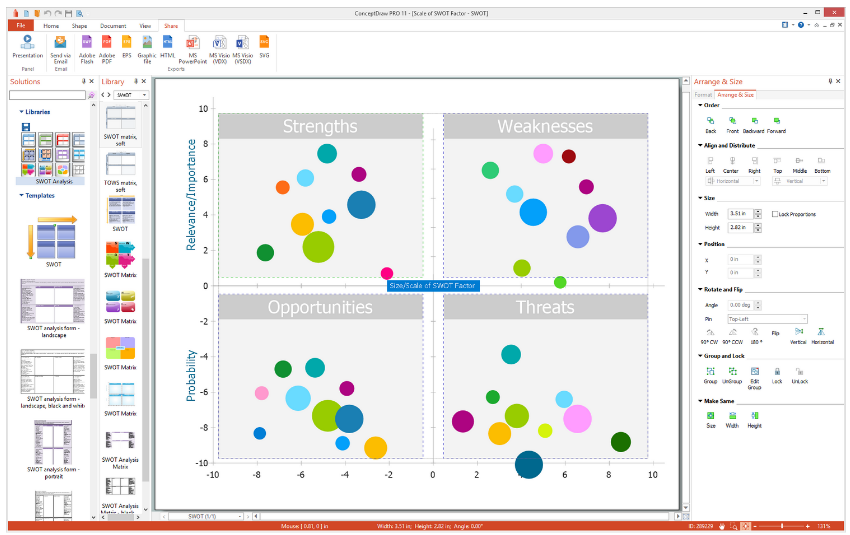 ConceptDraw PRO 11 - [Scale of SWOT Factor - SWOT]
File Home Shape Document View Share
Presentation Send via Email Adobe Flash Adobe PDF EPS Graphic file HTML MS PowerPoint MS Visio (VDX) MS Visio (VSDX) SVG
Panel Email Exports
Solutions
Libraries
SWOT Analysis
Templates
SWOT
SWOT analysis form - landscape
SWOT analysis form - landscape, black and white
SWOT analysis form - portrait
Library
SWOT
SWOT matrix, soft
TOWS matrix, soft
SWOT
SWOT Matrix
SWOT Matrix
SWOT Matrix
SWOT Matrix
SWOT Analysis Matrix
SWOT Analysis
Strengths
Weaknesses
Opportunities
Threats
Relevance/Importance
Probability
Size/Scale of SWOT Factor
10
8
6
4
2
0
-2
-4
-6
-8
-10
-10 -8 -6 -4 -2 0 2 4 6 8 10
SWOT (1/1)
Arrange & Size
Format Arrange & Size
Order
Back Front Backward Forward
Align and Distribute
Left Center Right Top Middle Bottom
Horizontal Vertical
Size
Width 3.51 in Lock Proportions
Height 2.82 in
Position
X 0 in
Y 0 in
Rotate and Flip
Angle 0.00 deg
Pin Top-Left
90° CW 90° CCW 180 ° Flip Vertical Horizontal
Group and Lock
Group UnGroup Edit Group Lock UnLock
Make Same
Size Width Height
Mouse: [ 0.81, 0 ] in Width: 3.51 in; Height: 2.82 in; Angle: 0.00° ID: 289229 131%